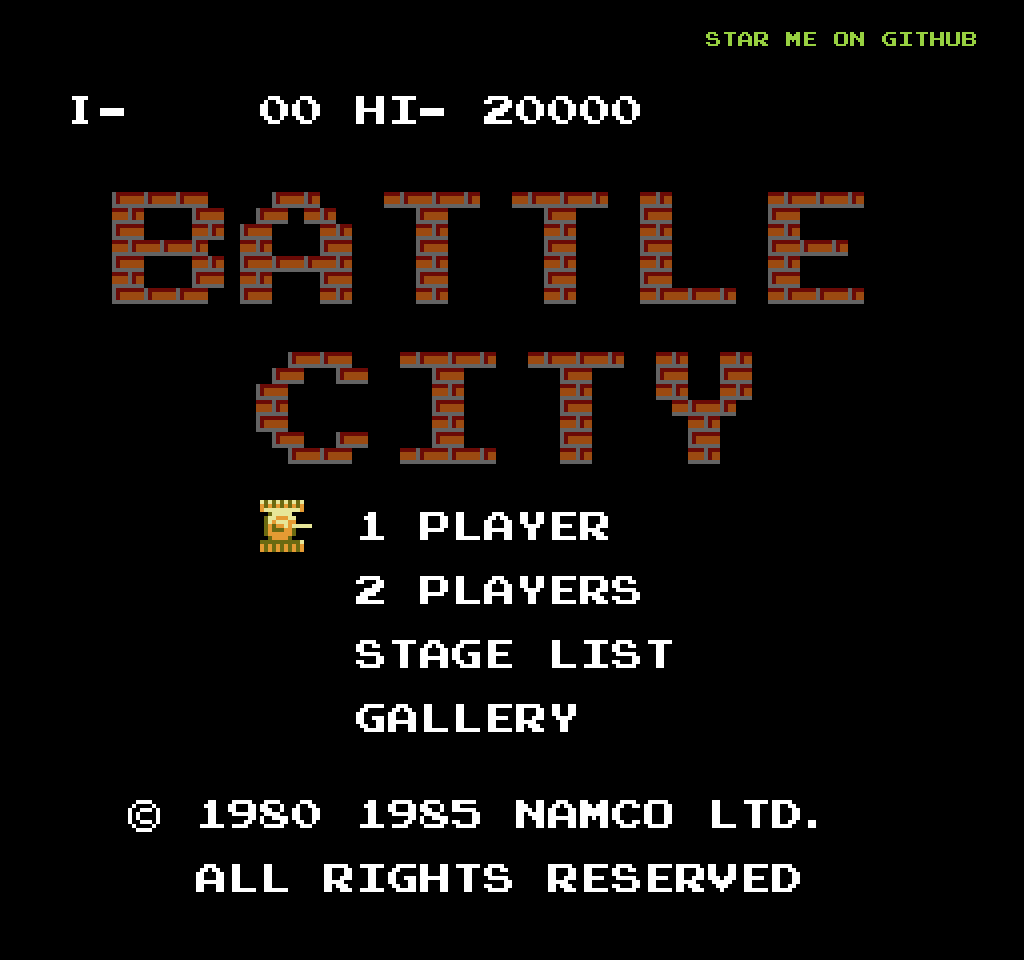 STAR ME ON GITHUB
I- 00 HI- 20000
BATTLE
CITY
1 PLAYER
2 PLAYERS
STAGE LIST
GALLERY
© 1980 1985 NAMCO LTD.
ALL RIGHTS RESERVED